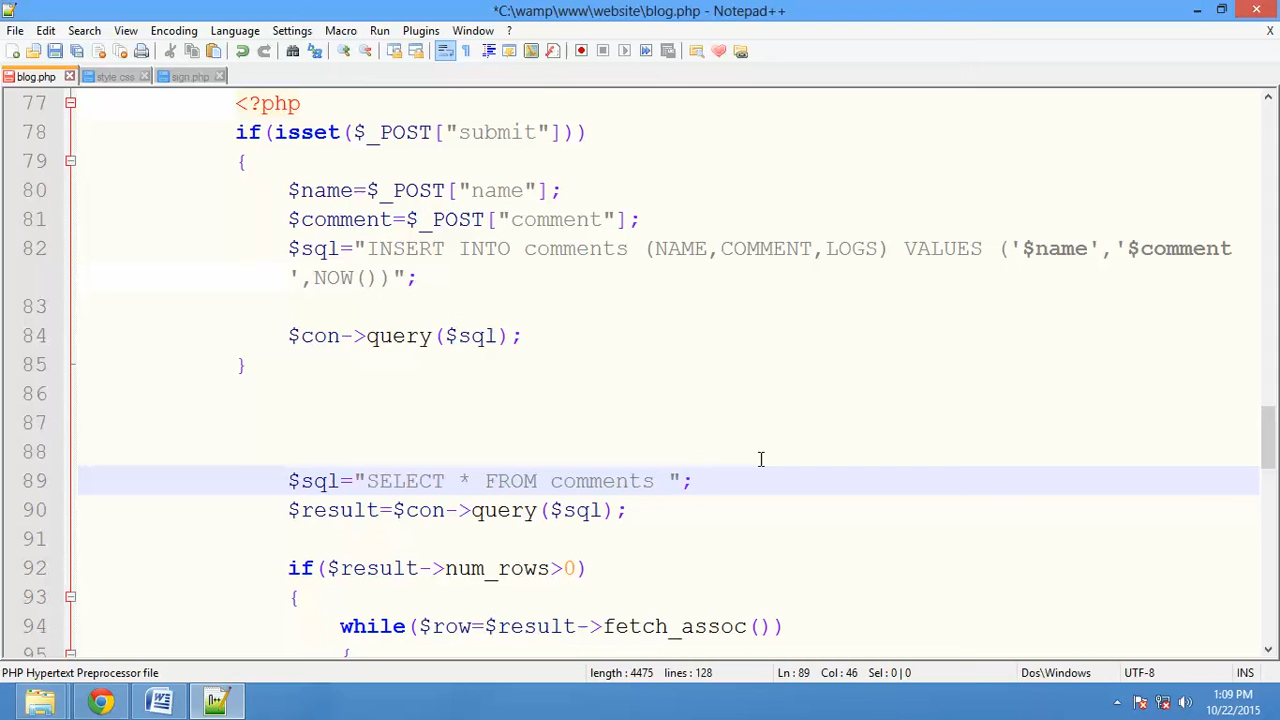 *C:\wamp\www\website\blog.php - Notepad++
File Edit Search View Encoding Language Settings Macro Run Plugins Window ? X
blog.php style css sign.php
77 <?php
78 if(isset($_POST["submit"]))
79 {
80 $name=$_POST["name"];
81 $comment=$_POST["comment"];
82 $sql="INSERT INTO comments (NAME,COMMENT,LOGS) VALUES ('$name','$comment
',NOW())";
83
84 $con->query($sql);
85 }
86
87
88
89 $sql="SELECT * FROM comments ";
90 $result=$con->query($sql);
91
92 if($result->num_rows>0)
93 {
94 while($row=$result->fetch_assoc())
95 {
PHP Hypertext Preprocessor file length : 4475 lines : 128 Ln : 89 Col : 46 Sel : 0 | 0 Dos\Windows UTF-8 INS
1:09 PM
10/22/2015